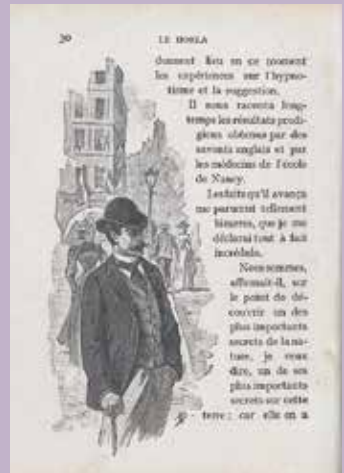 30
LE HORLA
donnent lieu en ce moment
les expériences sur l'hypno-
tisme et la suggestion.
Il nous raconta long-
temps les résultats prodi-
gieux obtenus par des
savants anglais et par
les médecins de l'école
de Nancy.
Les faits qu'il avança
me parurent tellement
bizarres, que je me
déclarai tout à fait
incrédule.
Nous sommes,
affirmait-il, sur
le point de dé-
couvrir un des
plus importants
secrets de la na-
ture, je veux
dire, un de ses
plus importants
secrets sur cette
terre ; car elle en a